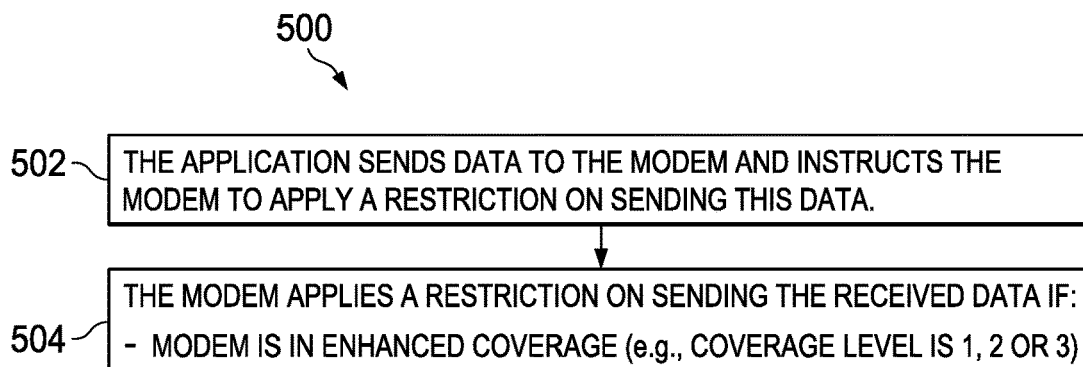 500
502
THE APPLICATION SENDS DATA TO THE MODEM AND INSTRUCTS THE
MODEM TO APPLY A RESTRICTION ON SENDING THIS DATA.
504
THE MODEM APPLIES A RESTRICTION ON SENDING THE RECEIVED DATA IF:
- MODEM IS IN ENHANCED COVERAGE (e.g., COVERAGE LEVEL IS 1, 2 OR 3)